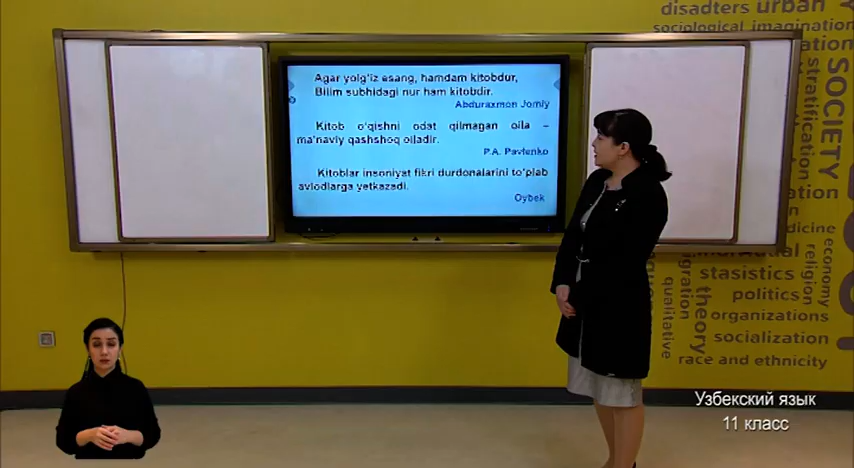 Agar yolg‘iz esang, hamdam kitobdur,
Bilim subhidagi nur ham kitobdir.
Abduraxmon Jomiy
Kitob o‘qishni odat qilmagan oila –
ma’naviy qashshoq oiladir.
P.A. Pavlenko
Kitoblar insoniyat fikri durdonalarini to‘plab
avlodlarga yetkazadi.
Oybek
disadters urban
sociological imagination
stratification
SOCIETY
religion
economy
qualitative
theory
stasistics
politics
organizations
socialization
race and ethnicity
Узбекский язык
11 класс